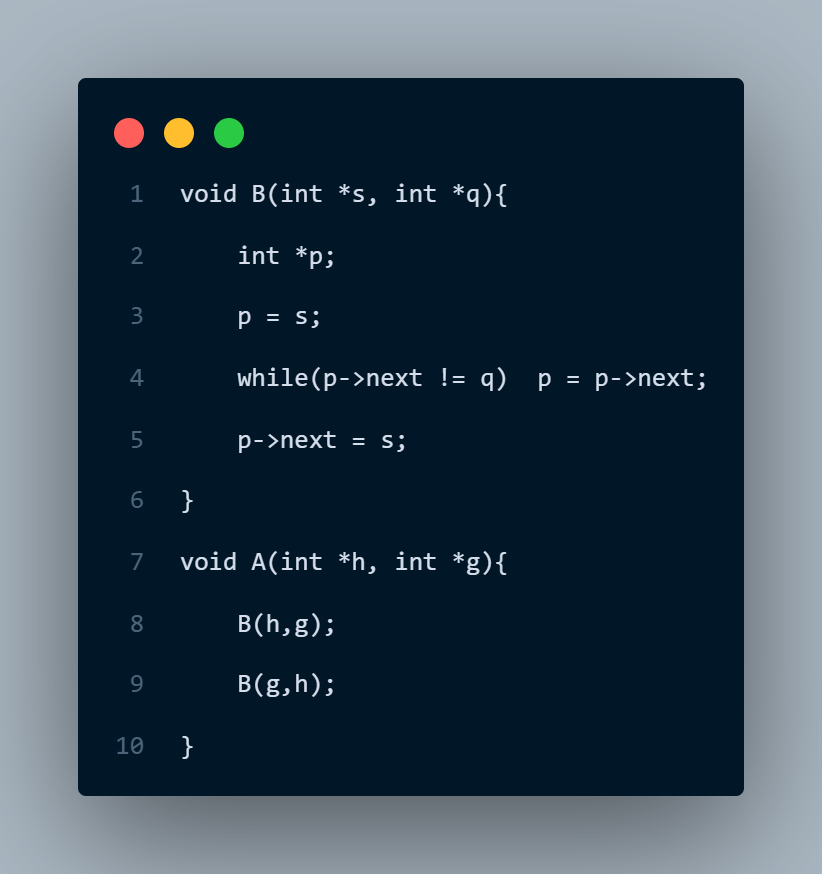 1 void B(int *s, int *q){
2     int *p;
3     p = s;
4     while(p->next != q)  p = p->next;
5     p->next = s;
6 }
7 void A(int *h, int *g){
8     B(h,g);
9     B(g,h);
10 }